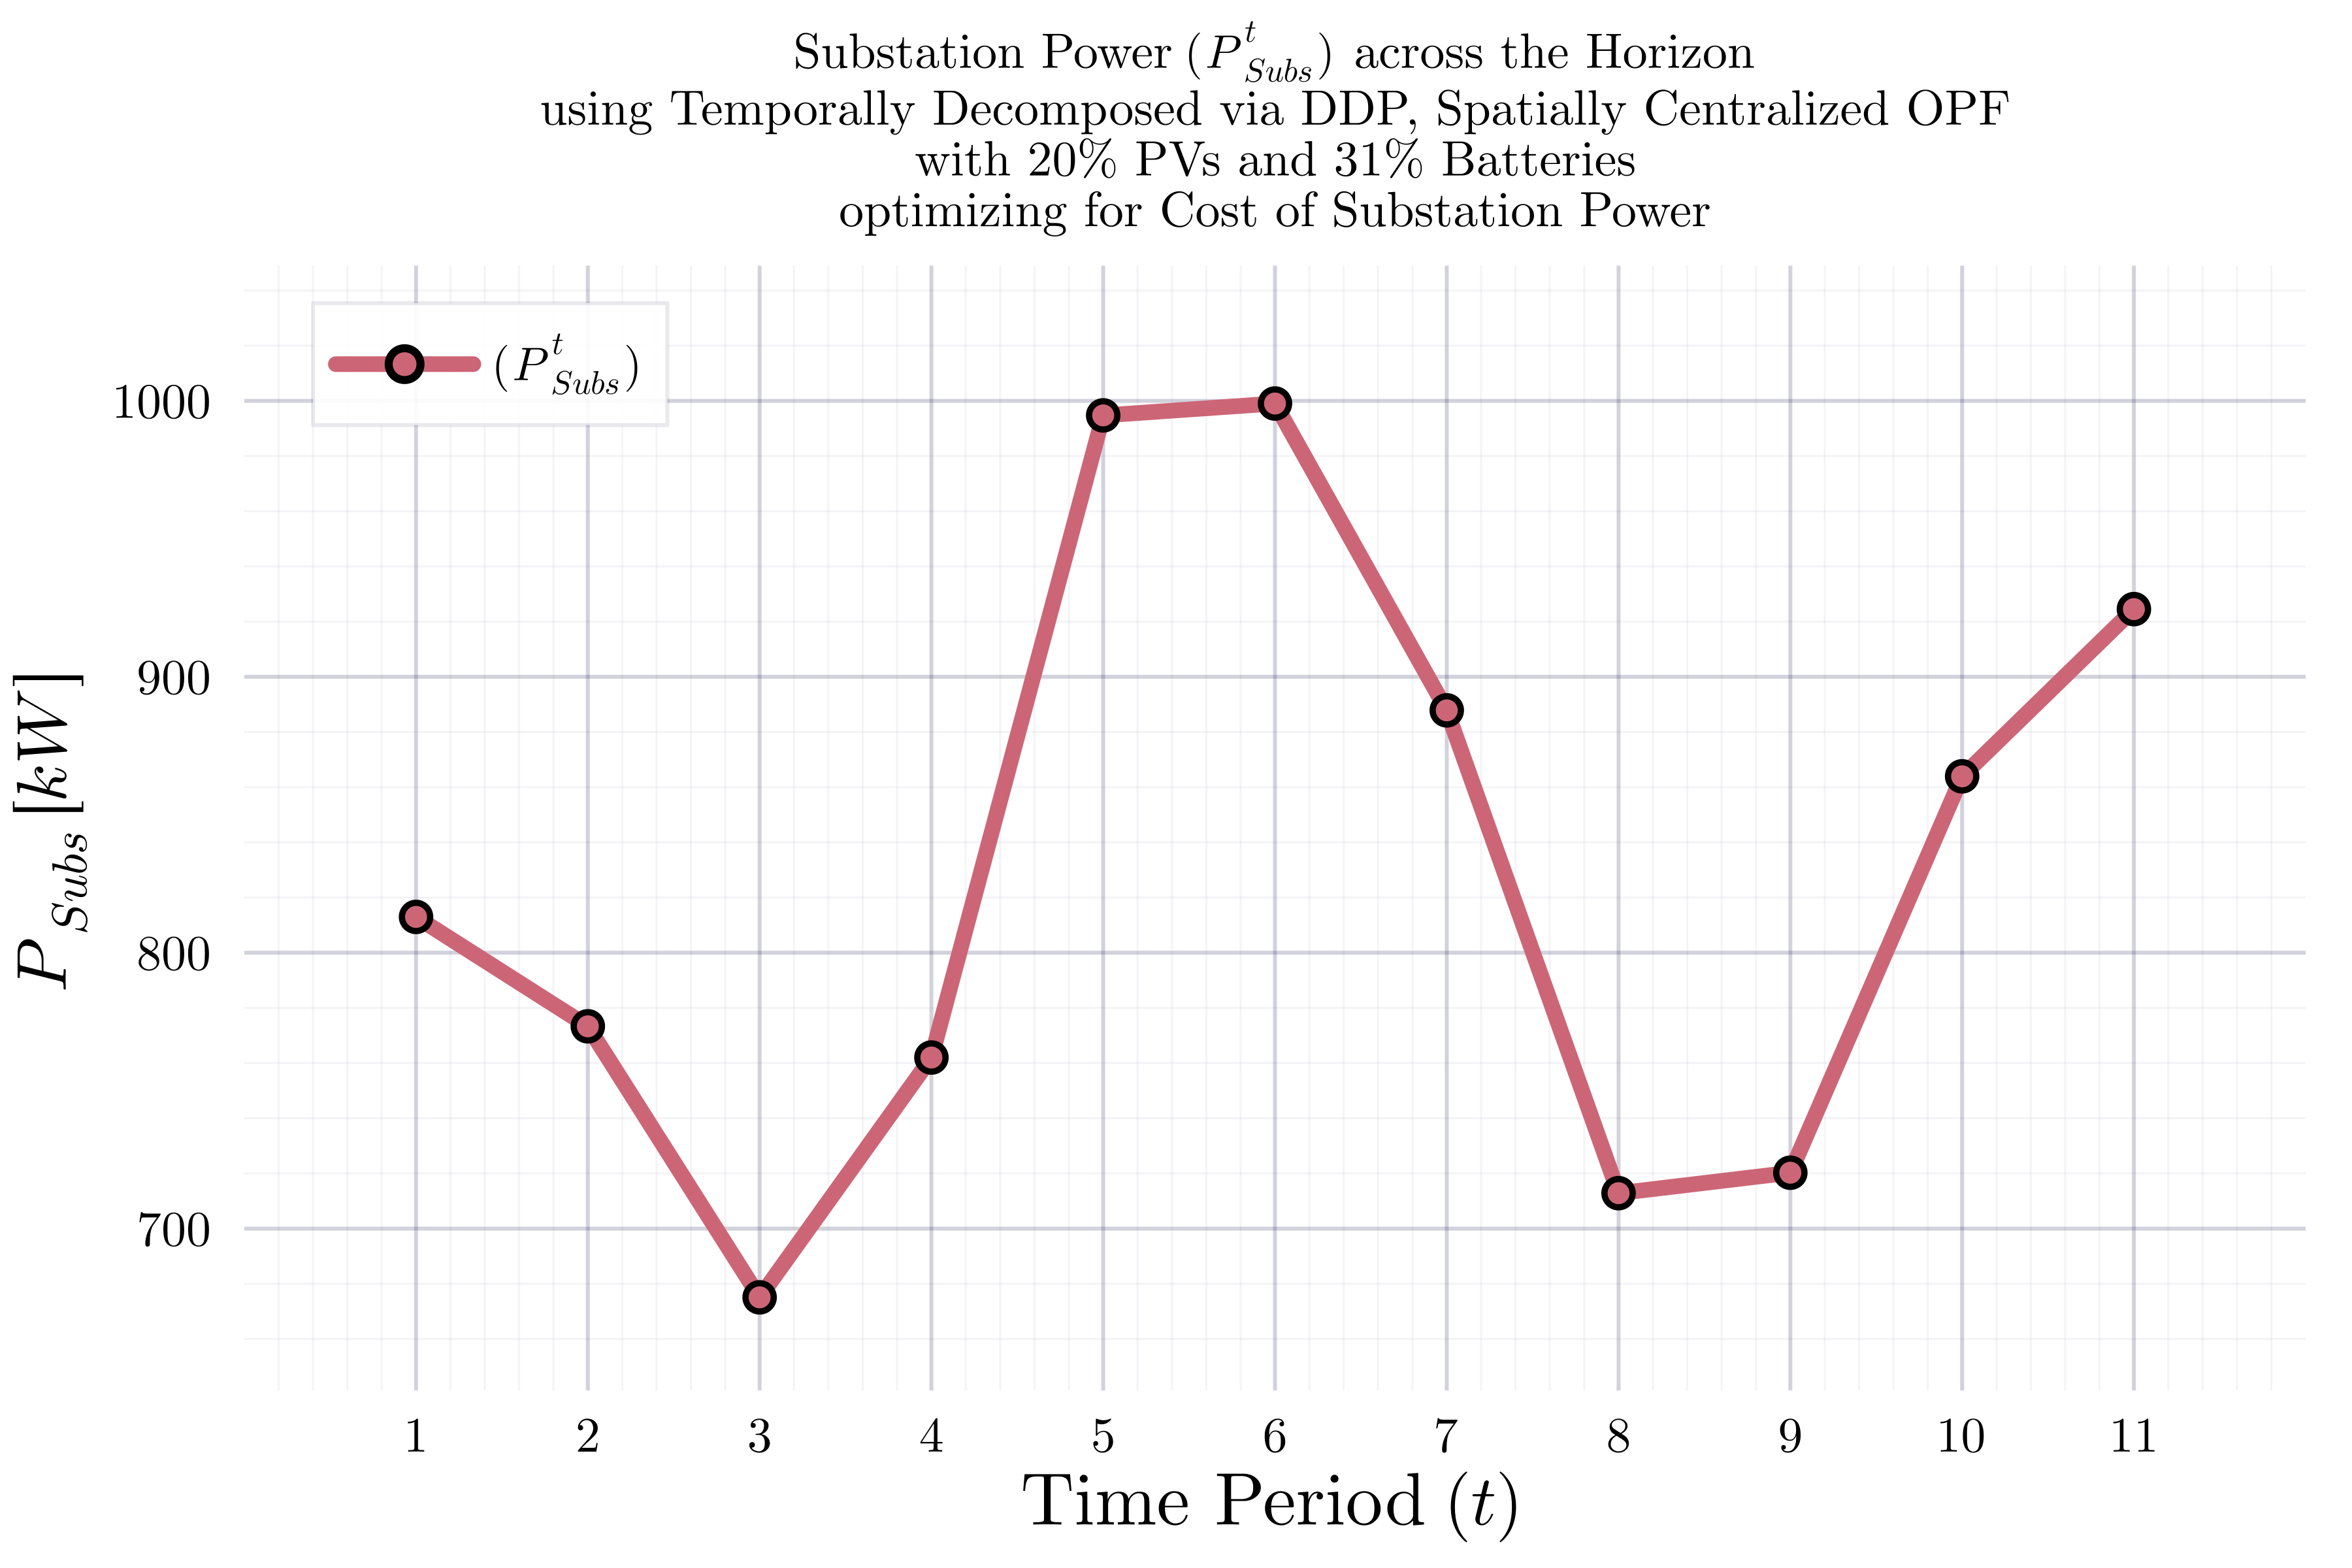 Substation Power (P^t_Subs) across the Horizon
using Temporally Decomposed via DDP, Spatially Centralized OPF
with 20% PVs and 31% Batteries
optimizing for Cost of Substation Power
(P^t_Subs)
1000
900
800
700
P_Subs [kW]
1 2 3 4 5 6 7 8 9 10 11
Time Period (t)